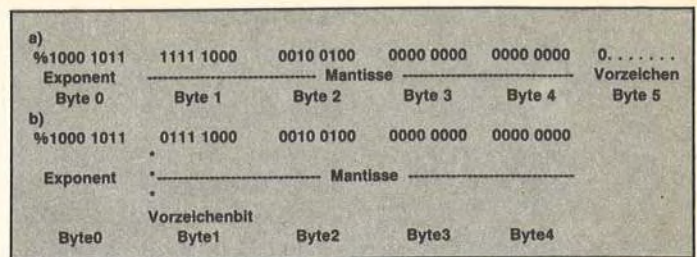 a)
%1000 1011 1111 1000 0010 0100 0000 0000 0000 0000 0. . . . . . .
Exponent ---------------------- Mantisse ---------------------- Vorzeichen
Byte 0 Byte 1 Byte 2 Byte 3 Byte 4 Byte 5
b)
%1000 1011 0111 1000 0010 0100 0000 0000 0000 0000
Exponent ---------------------- Mantisse ----------------------
Vorzeichenbit
Byte0 Byte1 Byte2 Byte3 Byte4